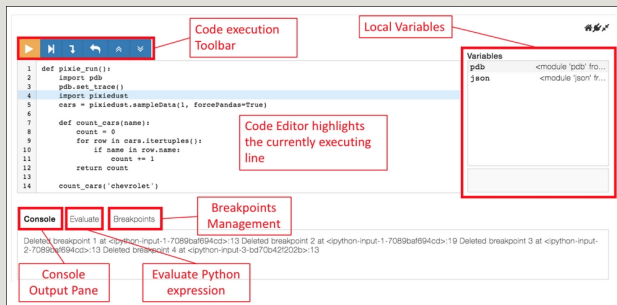 Code execution
Toolbar
Local Variables
Variables
pdb <module 'pdb' fro...
json <module 'json' fr...
1 def pixie_run():
2 import pdb
3 pdb.set_trace()
4 import pixiedust
5 cars = pixiedust.sampleData(1, forcePandas=True)
6
7 def count_cars(name):
8 count = 0
9 for row in cars.itertuples():
10 if name in row.name:
11 count += 1
12 return count
13
14 count_cars('chevrolet')
Code Editor highlights
the currently executing
line
Console Evaluate Breakpoints
Breakpoints
Management
Deleted breakpoint 1 at <ipython-input-1-7089baf694cd>:13 Deleted breakpoint 2 at <ipython-input-1-7089baf694cd>:19 Deleted breakpoint 3 at <ipython-input-
2-7089baf694cd>:13 Deleted breakpoint 4 at <ipython-input-3-bd70b42f202b>:13
Console
Output Pane
Evaluate Python
expression